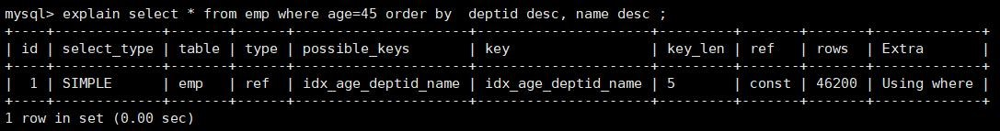 mysql> explain select * from emp where age=45 order by  deptid desc, name desc ;
+----+-------------+-------+------+---------------------+---------------------+---------+-------+-------+-------------+
| id | select_type | table | type | possible_keys       | key                 | key_len | ref   | rows  | Extra       |
+----+-------------+-------+------+---------------------+---------------------+---------+-------+-------+-------------+
|  1 | SIMPLE      | emp   | ref  | idx_age_deptid_name | idx_age_deptid_name | 5       | const | 46200 | Using where |
+----+-------------+-------+------+---------------------+---------------------+---------+-------+-------+-------------+
1 row in set (0.00 sec)